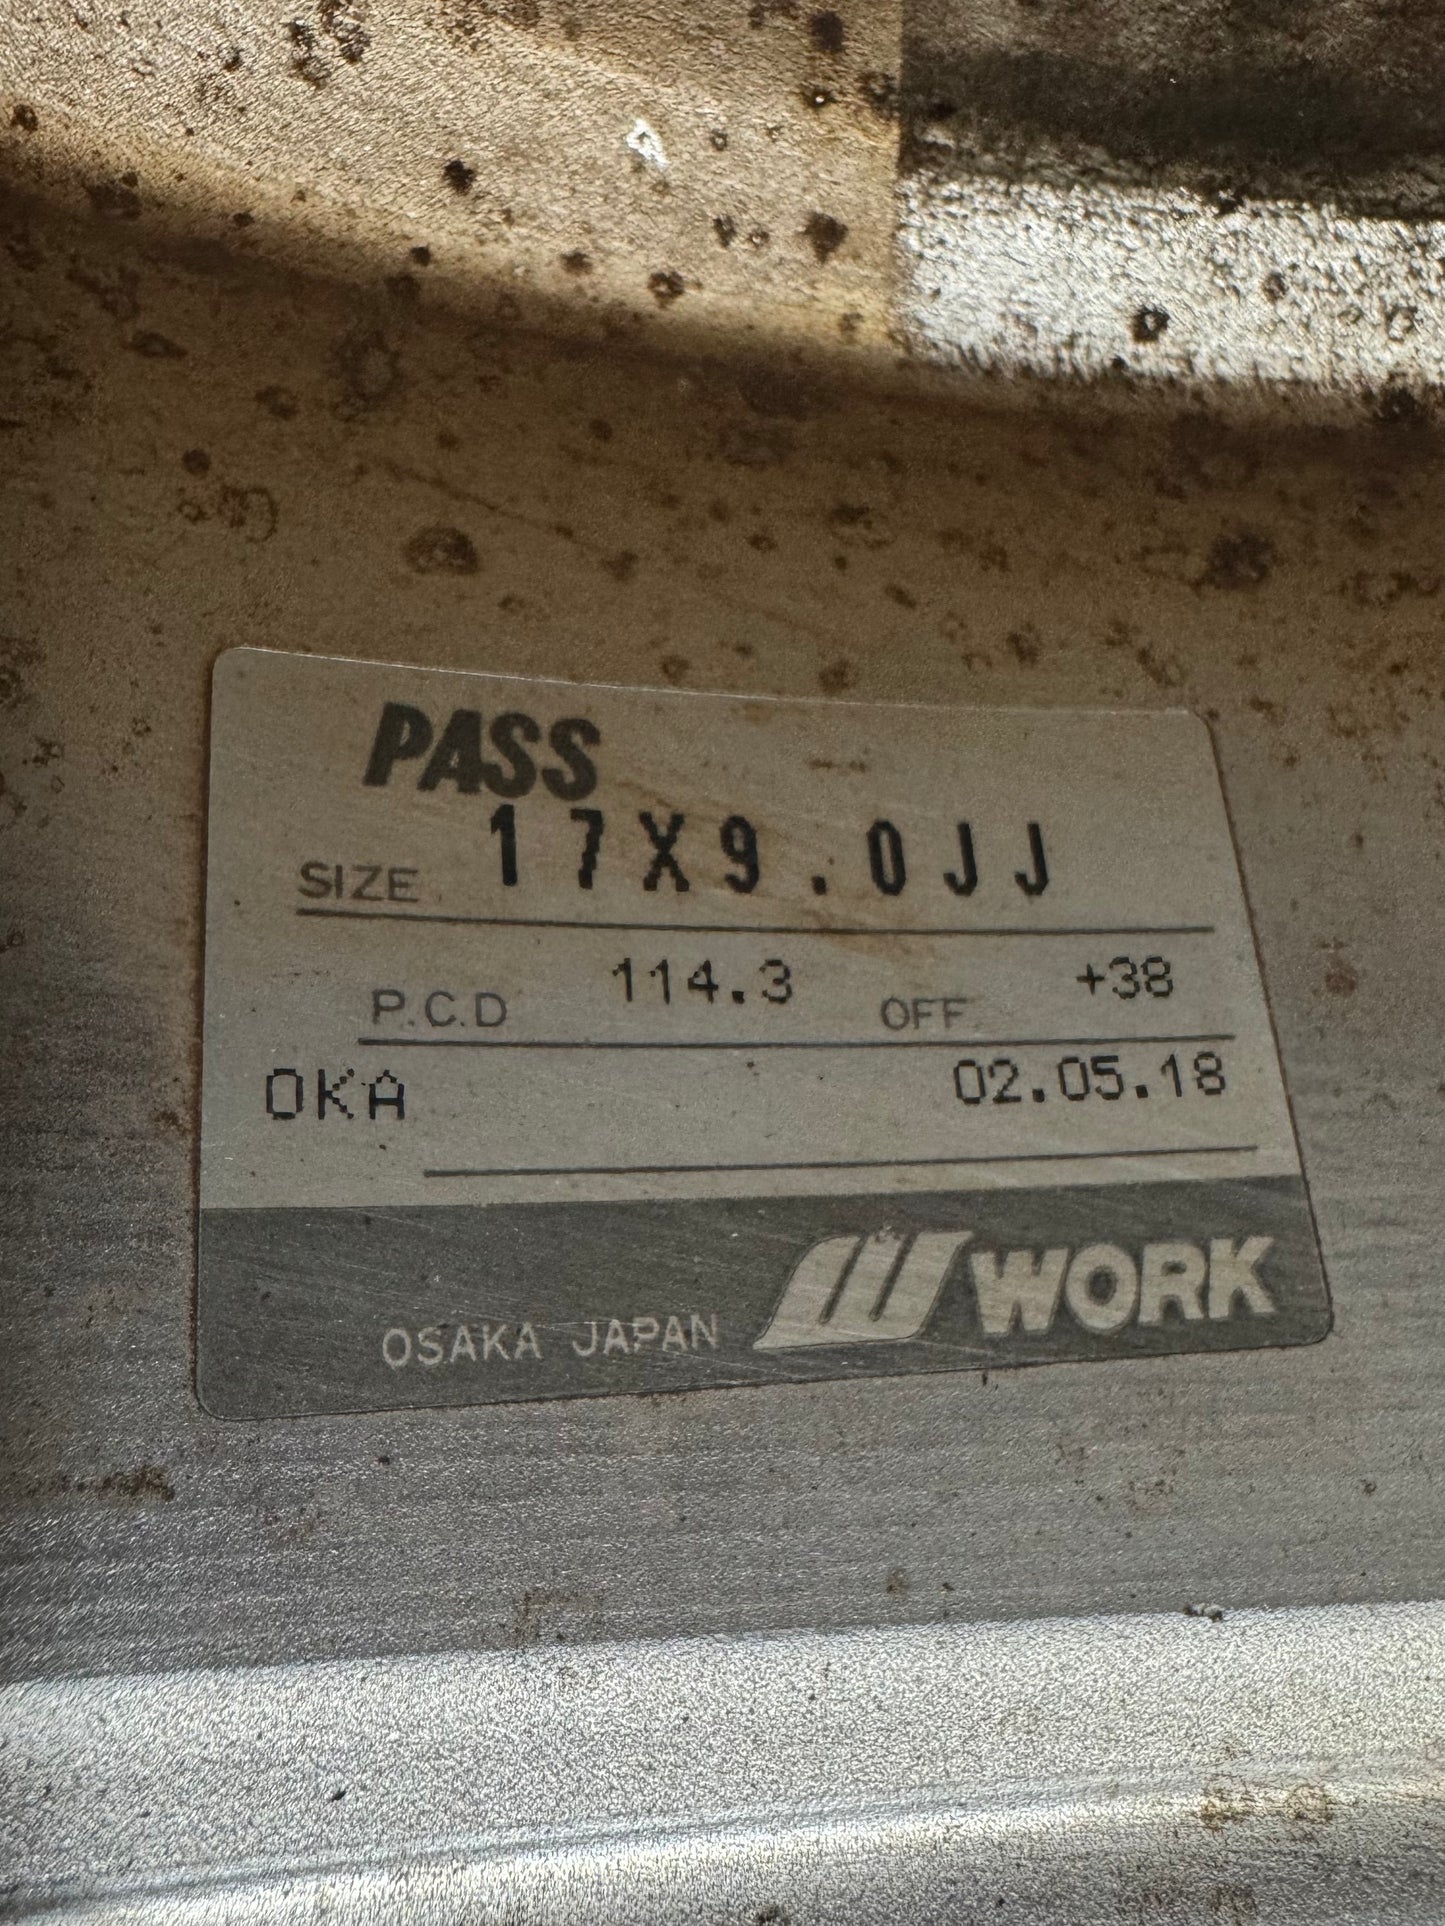 PASS
SIZE 17X9.0JJ
P.C.D 114.3 OFF. +38
OKA 02.05.18
OSAKA JAPAN W WORK